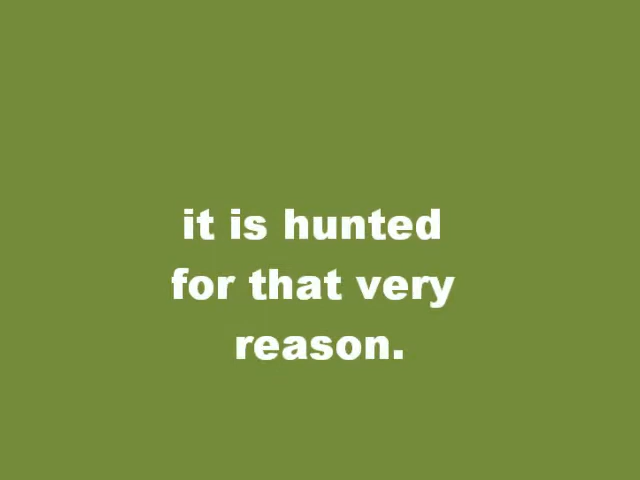 it is hunted
for that very
reason.